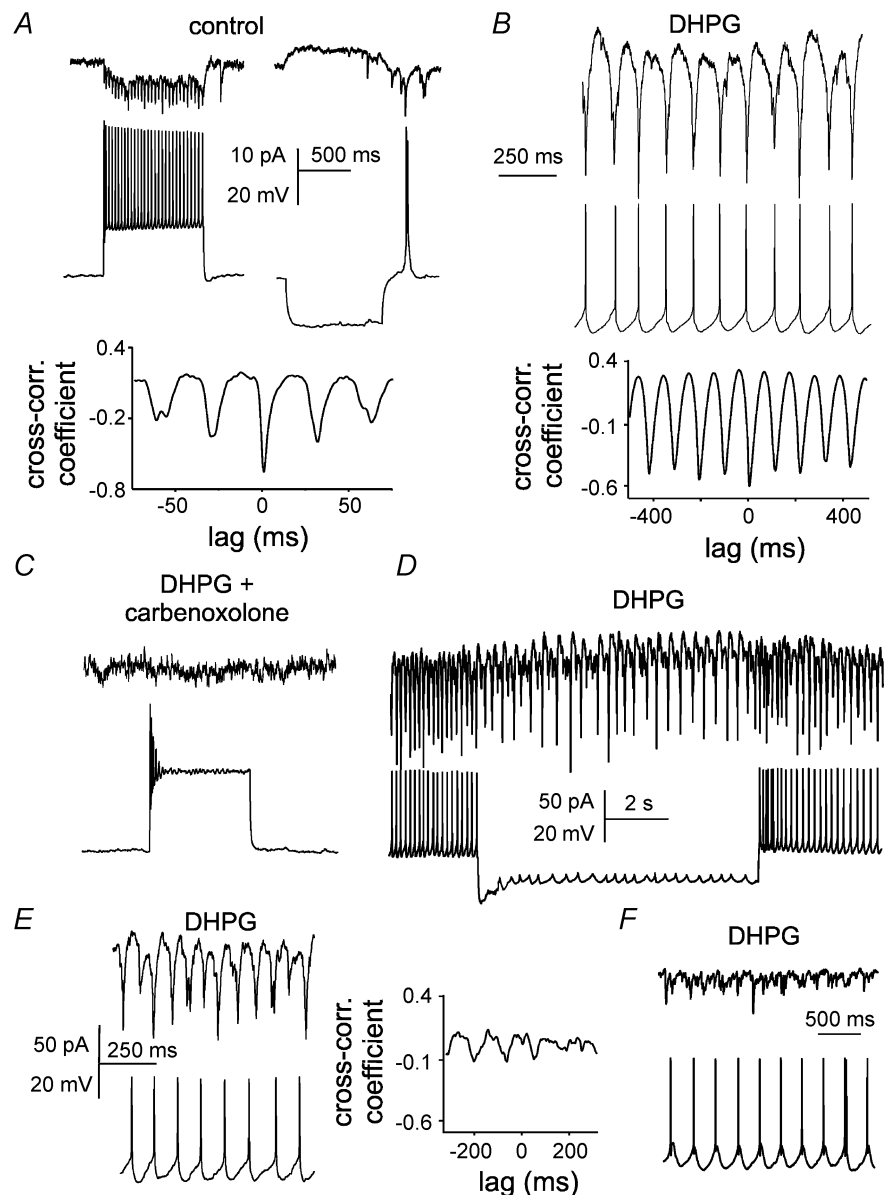 A
control
10 pA
500 ms
20 mV
0.4
-0.2
-0.8
cross-corr.
coefficient
-50
0
50
lag (ms)
B
DHPG
250 ms
0.4
-0.1
-0.6
cross-corr.
coefficient
-400
0
400
lag (ms)
C
DHPG +
carbenoxolone
D
DHPG
50 pA
2 s
20 mV
E
DHPG
50 pA
250 ms
20 mV
0.4
-0.1
-0.6
cross-corr.
coefficient
-200
0
200
lag (ms)
F
DHPG
500 ms